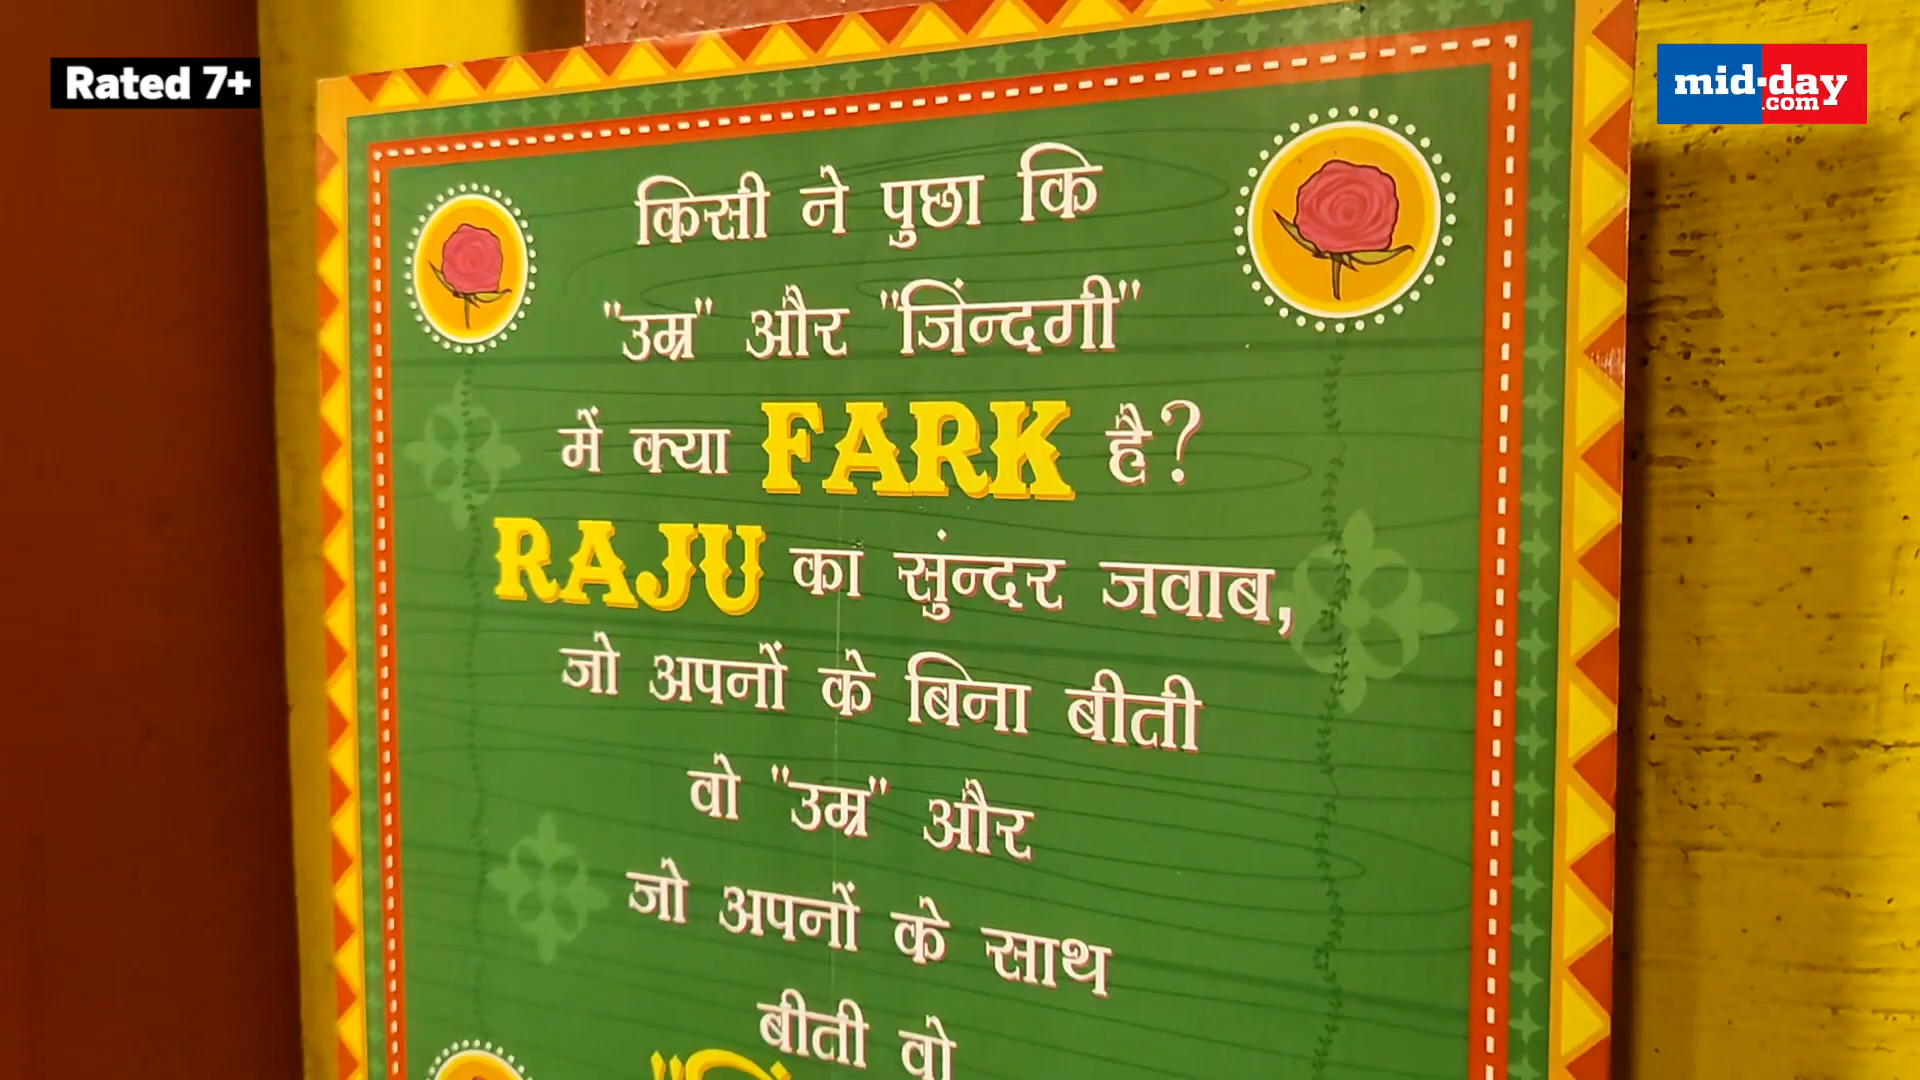 Rated 7+
mid-day
.com
किसी ने पुछा कि
"उम्र" और "जिंन्दगी"
में क्या FARK है?
RAJU का सुंन्दर जवाब,
जो अपनों के बिना बीती
वो "उम्र" और
जो अपनों के साथ
बीती वो